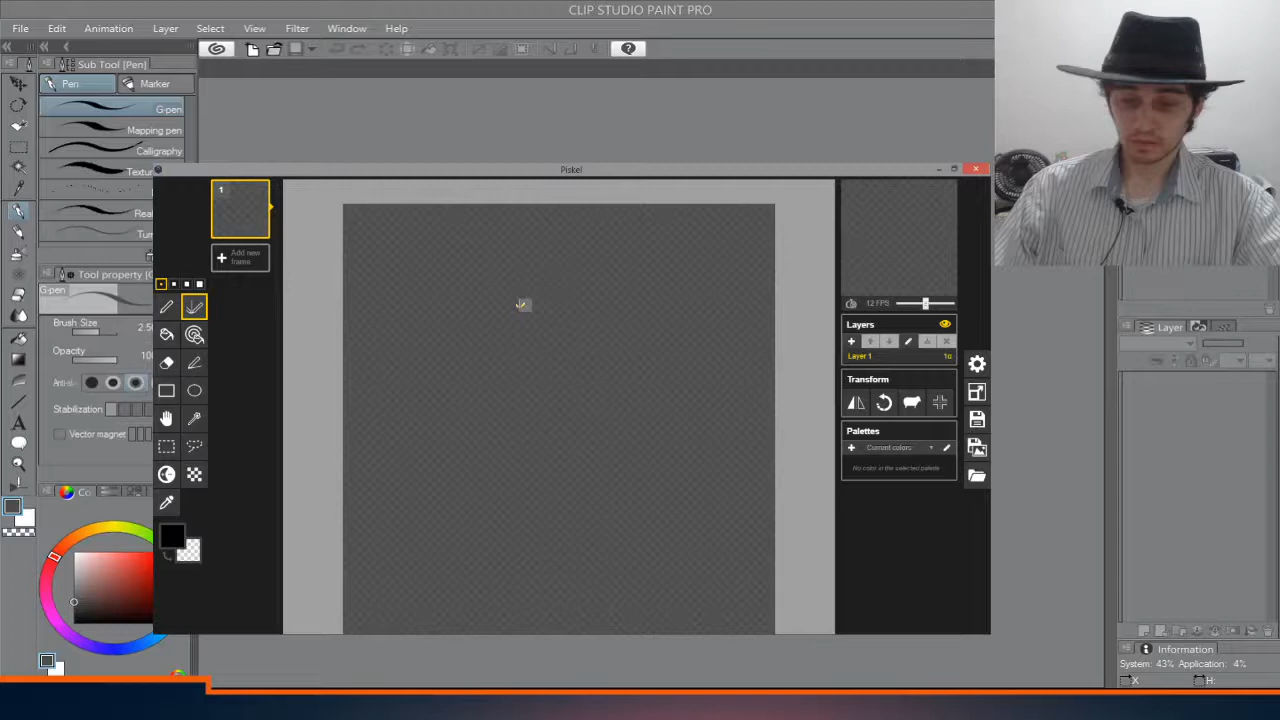 CLIP STUDIO PAINT PRO
File Edit Animation Layer Select View Filter Window Help
Sub Tool [Pen]
Pen Marker
G-pen
Mapping pen
Calligraphy
Piskel
1
Add new
frame
Tool property
G-pen
Brush Size
Opacity
Stabilization
Vector magnet
12 FPS
Layers
Layer 1
Transform
Palettes
Current colors
No color in the selected palette
Layer
Information
System: 43% Application: 4%
X H: